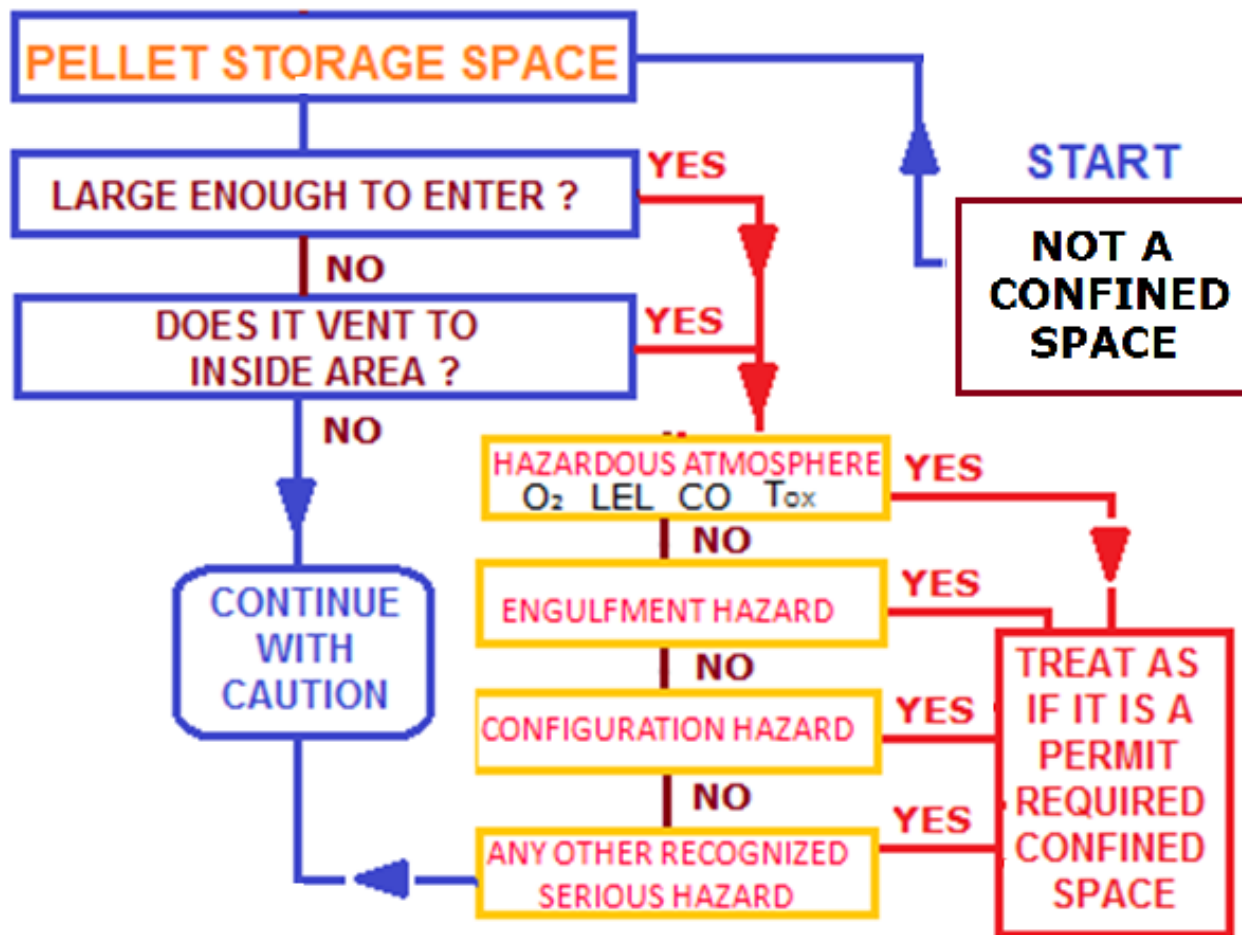 PELLET STORAGE SPACE
START
NOT A
CONFINED
SPACE
LARGE ENOUGH TO ENTER ?
YES
NO
DOES IT VENT TO
INSIDE AREA ?
YES
NO
HAZARDOUS ATMOSPHERE
O₂ LEL CO Tox
YES
NO
ENGULFMENT HAZARD
YES
NO
CONFIGURATION HAZARD
YES
NO
ANY OTHER RECOGNIZED
SERIOUS HAZARD
YES
CONTINUE
WITH
CAUTION
TREAT AS
IF IT IS A
PERMIT
REQUIRED
CONFINED
SPACE